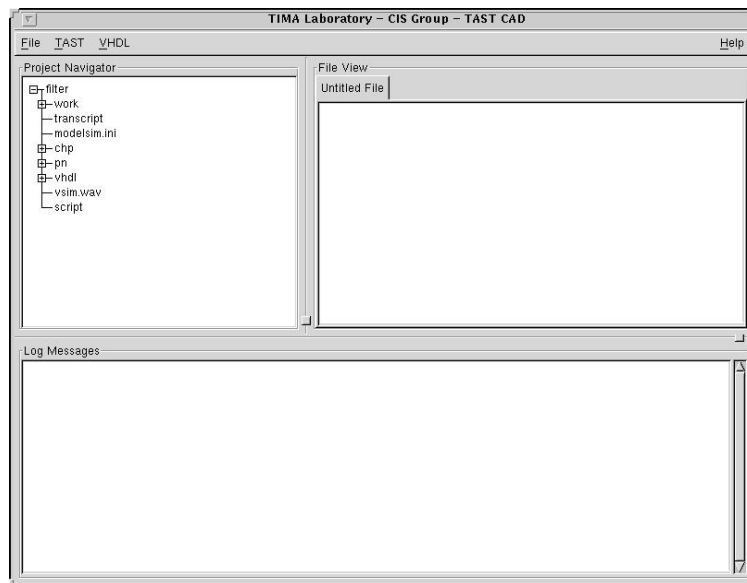 TIMA Laboratory – CIS Group – TAST CAD
File TAST VHDL Help
Project Navigator
filter
work
transcript
modelsim.ini
chp
pn
vhdl
vsim.wav
script
File View
Untitled File
Log Messages